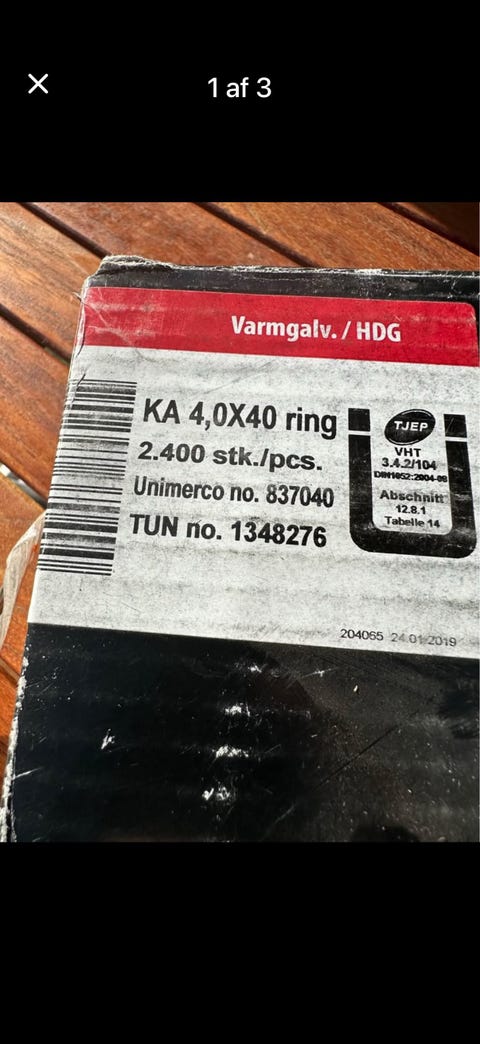 1 af 3
Varmgalv. / HDG
KA 4,0X40 ring
2.400 stk./pcs.
Unimerco no. 837040
TUN no. 1348276
TJEP
VHT
3.4.2/104
DIN1052:2004-08
Abschnitt
12.8.1
Tabelle 14
204065 24.01.2019